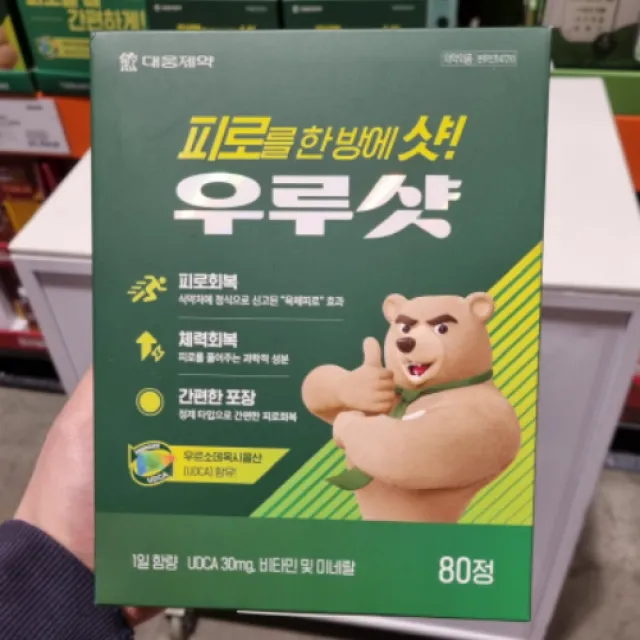 간편하게!
대웅제약
피로를 한 방에 샷!
우루샷
피로회복
식약처에 정식으로 신고된 "육체피로" 효과
체력회복
피로를 풀어주는 과학적 성분
간편한 포장
정제 타입으로 간편한 피로회복
우르소데옥시콜산
(UDCA) 함유!
UDCA
1일 함량 UDCA 30mg, 비타민 및 미네랄
80정